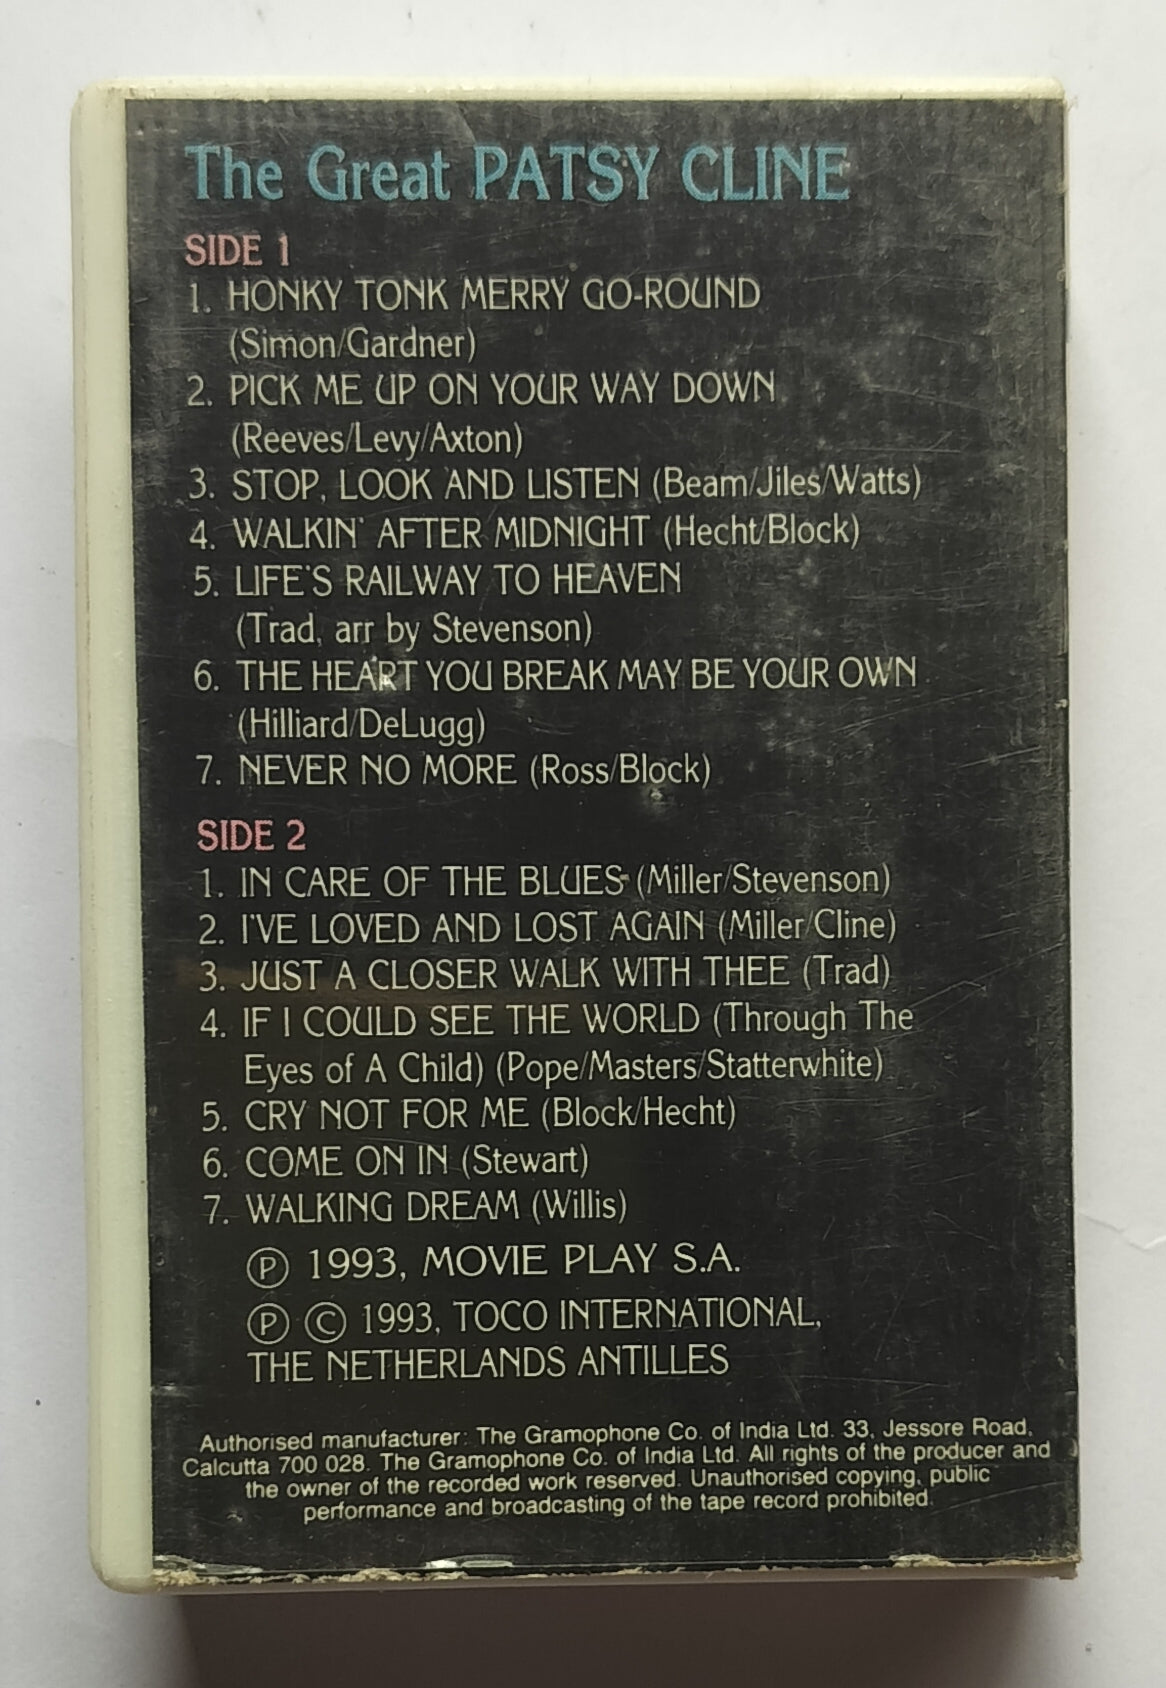 The Great PATSY CLINE
SIDE 1
1. HONKY TONK MERRY GO-ROUND
(Simon/Gardner)
2. PICK ME UP ON YOUR WAY DOWN
(Reeves/Levy/Axton)
3. STOP, LOOK AND LISTEN (Beam/Jiles/Watts)
4. WALKIN' AFTER MIDNIGHT (Hecht/Block)
5. LIFE'S RAILWAY TO HEAVEN
(Trad, arr by Stevenson)
6. THE HEART YOU BREAK MAY BE YOUR OWN
(Hilliard/DeLugg)
7. NEVER NO MORE (Ross/Block)
SIDE 2
1. IN CARE OF THE BLUES (Miller/Stevenson)
2. I'VE LOVED AND LOST AGAIN (Miller/Cline)
3. JUST A CLOSER WALK WITH THEE (Trad)
4. IF I COULD SEE THE WORLD (Through The
Eyes of A Child) (Pope/Masters/Statterwhite)
5. CRY NOT FOR ME (Block/Hecht)
6. COME ON IN (Stewart)
7. WALKING DREAM (Willis)
Ⓟ 1993, MOVIE PLAY S.A.
Ⓟ © 1993, TOCO INTERNATIONAL,
THE NETHERLANDS ANTILLES
Authorised manufacturer: The Gramophone Co. of India Ltd. 33, Jessore Road,
Calcutta 700 028. The Gramophone Co. of India Ltd. All rights of the producer and
the owner of the recorded work reserved. Unauthorised copying, public
performance and broadcasting of the tape record prohibited.